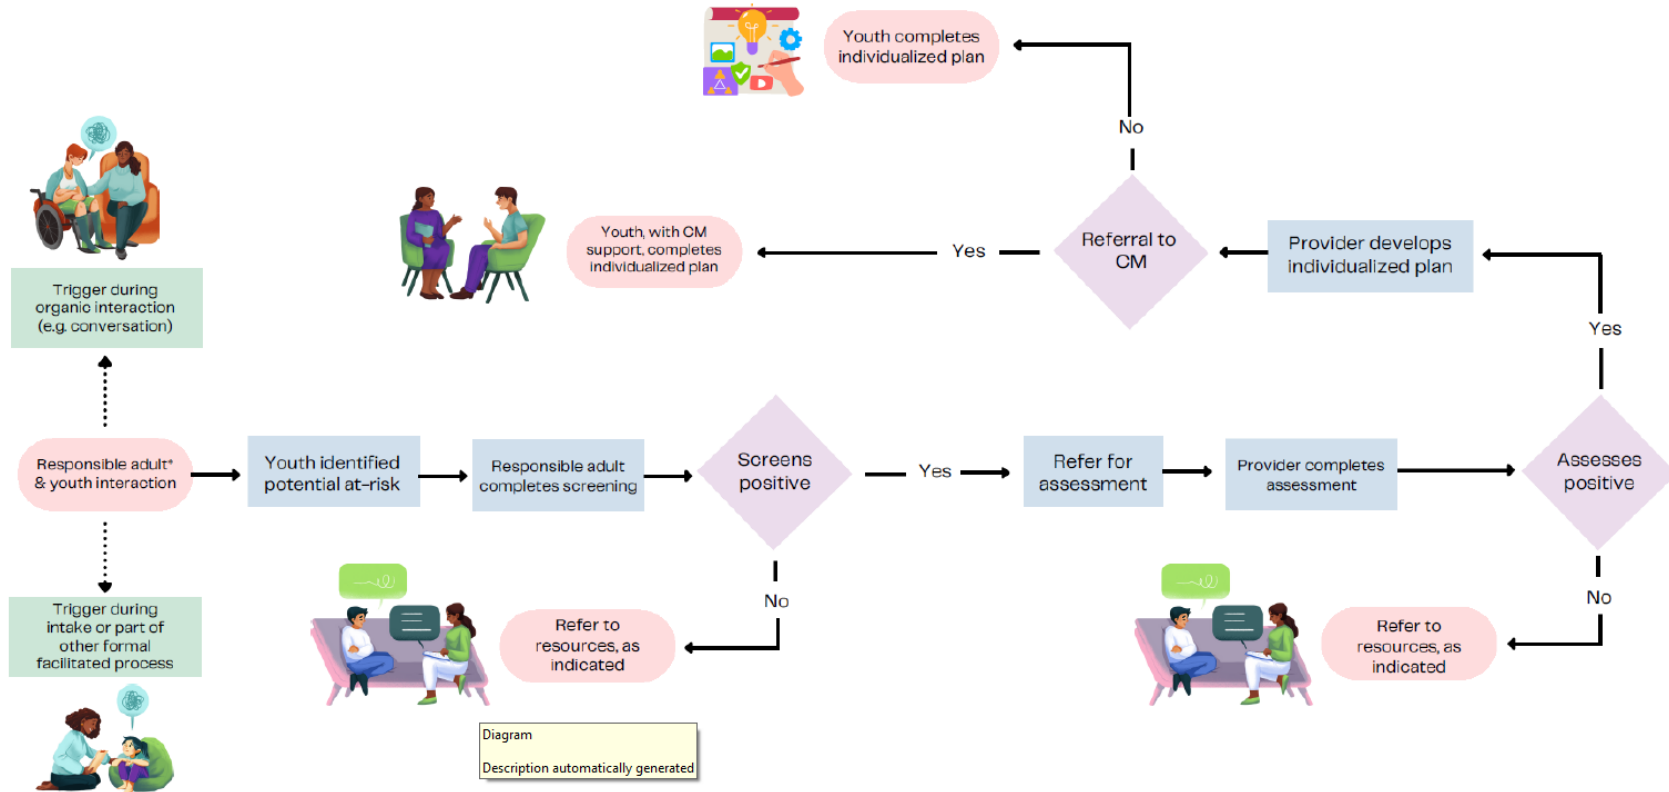 Youth completes
individualized plan
No
Youth, with CM
support, completes
individualized plan
Yes
Referral to
CM
Provider develops
individualized plan
Yes
Trigger during
organic interaction
(e.g. conversation)
Responsible adult*
& youth interaction
Youth identified
potential at-risk
Responsible adult
completes screening
Screens
positive
Yes
Refer for
assessment
Provider completes
assessment
Assesses
positive
Trigger during
intake or part of
other formal
facilitated process
No
Refer to
resources, as
indicated
No
Refer to
resources, as
indicated
Diagram
Description automatically generated